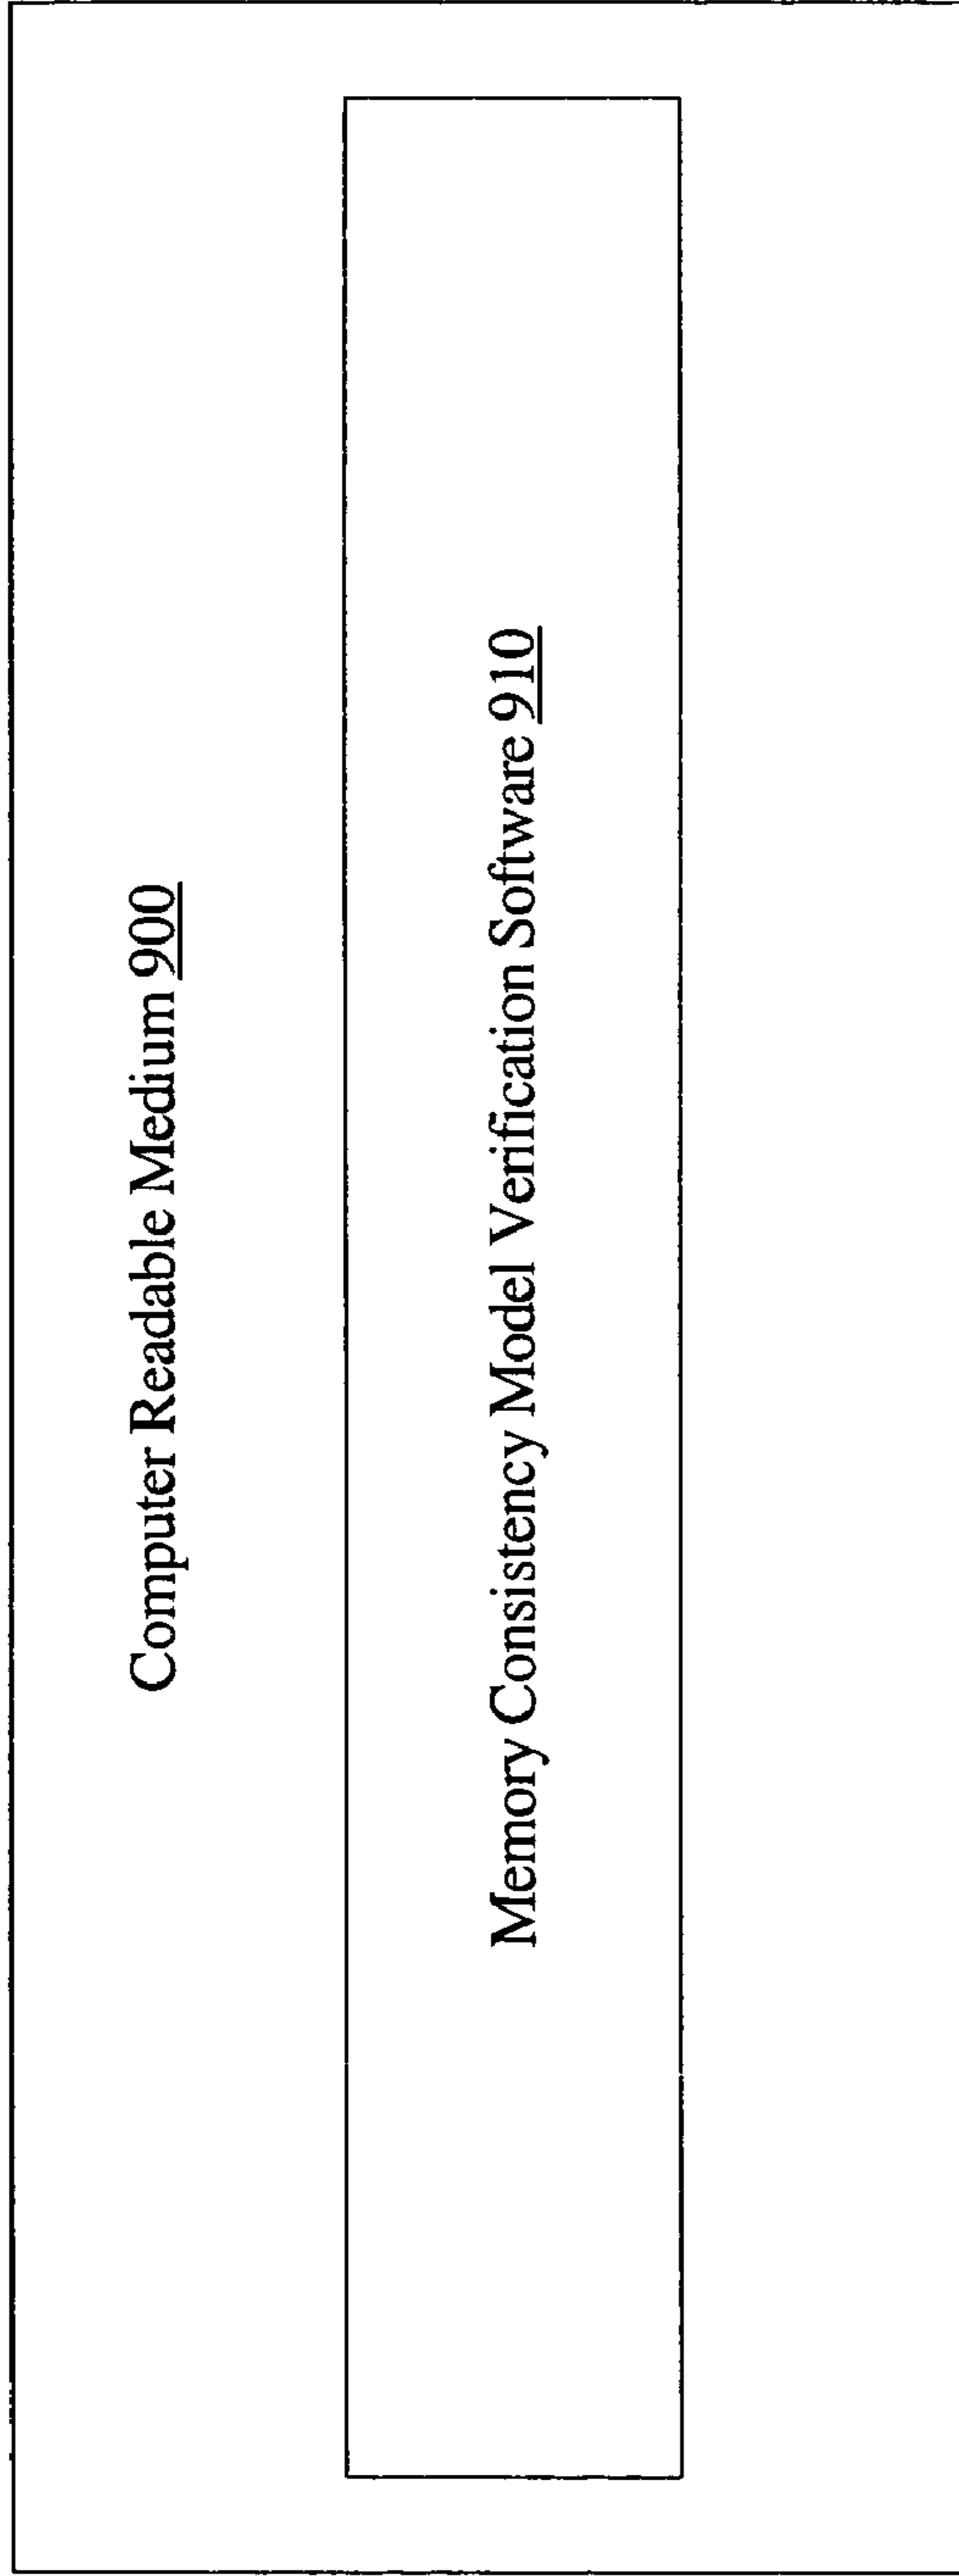 Computer Readable Medium 900
Memory Consistency Model Verification Software 910